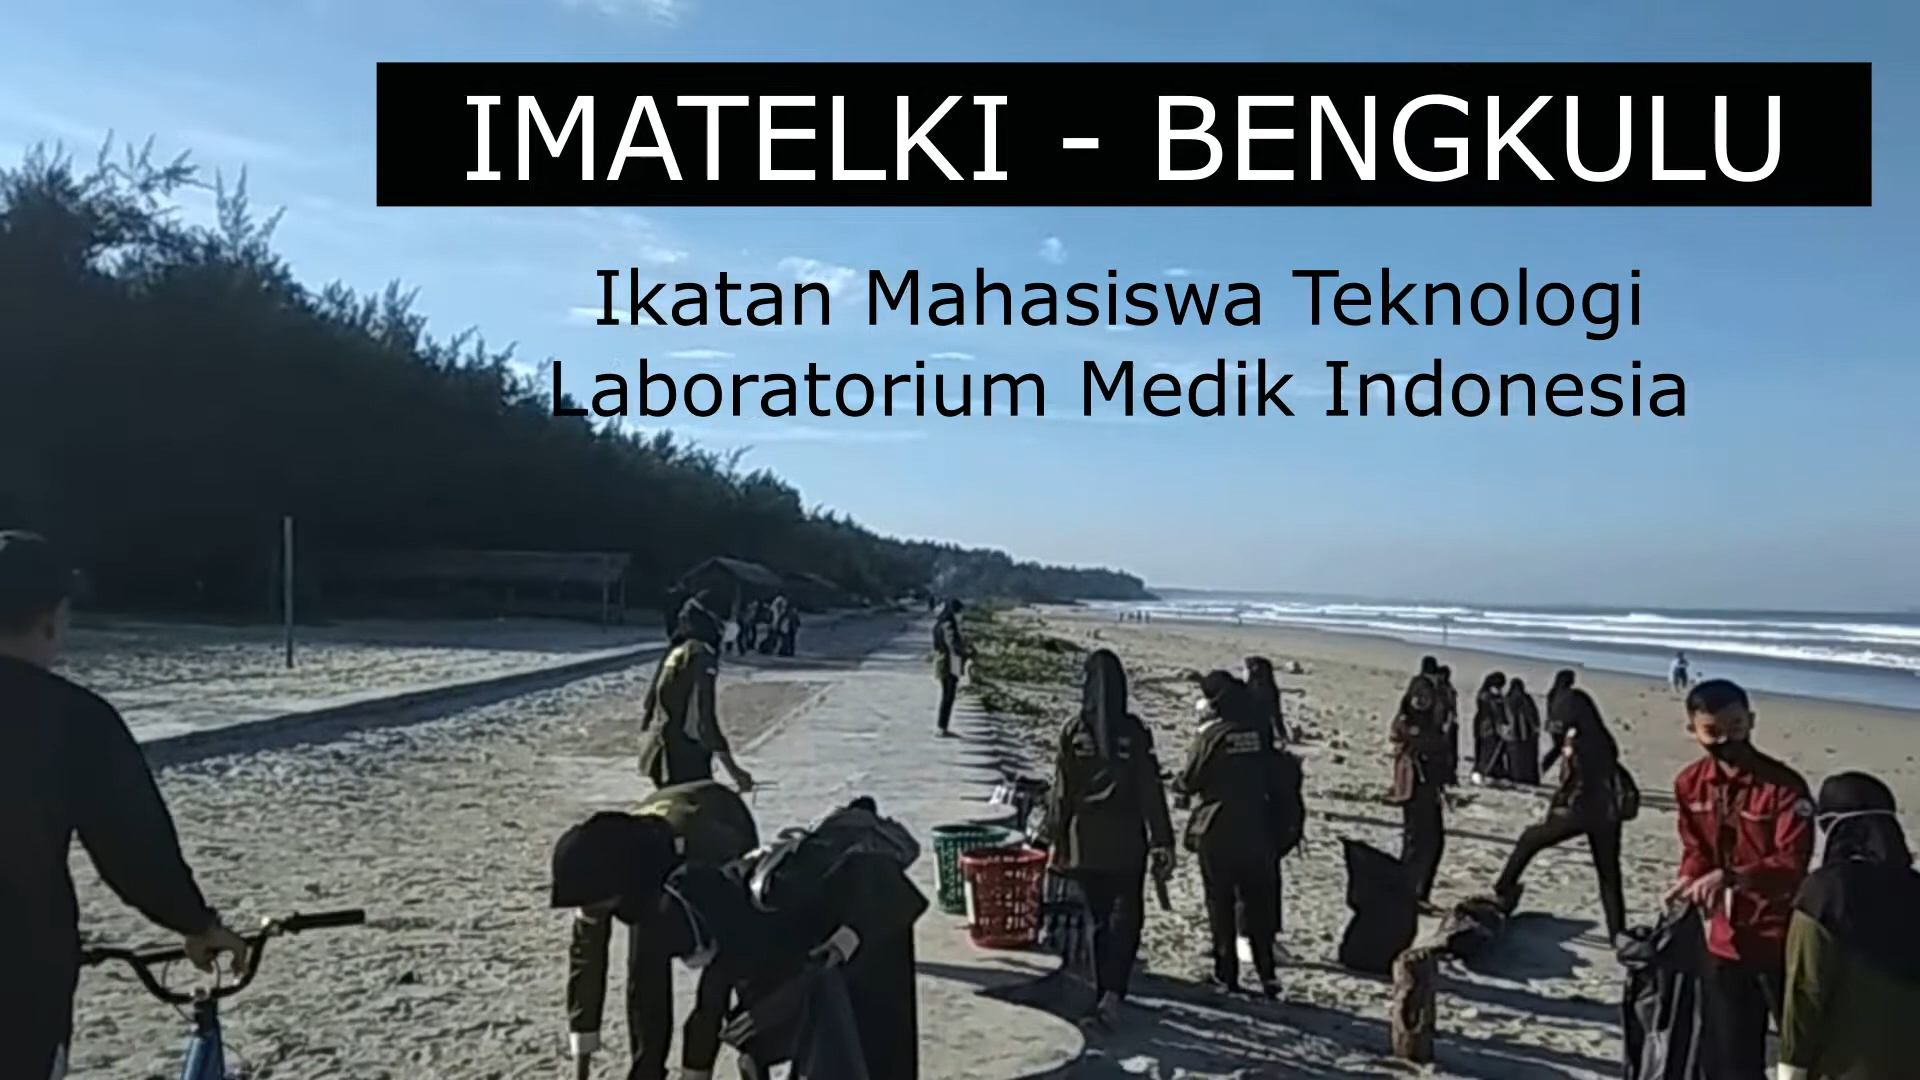 IMATELKI - BENGKULU
Ikatan Mahasiswa Teknologi
Laboratorium Medik Indonesia